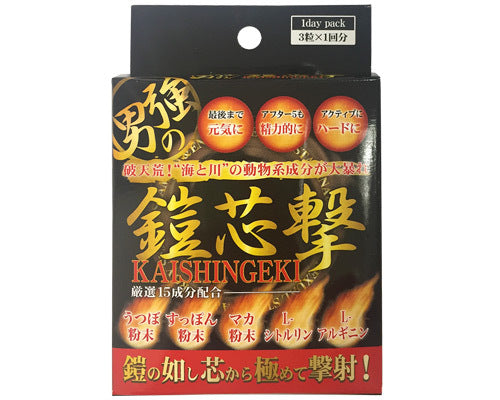 1day pack
3粒×1回分
強の男
最後まで
元気に
アフター5も
精力的に
アクティブに
ハードに
破天荒！"海と川"の動物系成分が大暴れ
鎧芯撃
KAISHINGEKI
厳選15成分配合
うつぼ
粉末
すっぽん
粉末
マカ
粉末
L-
シトルリン
L-
アルギニン
鎧の如し芯から極めて撃射！